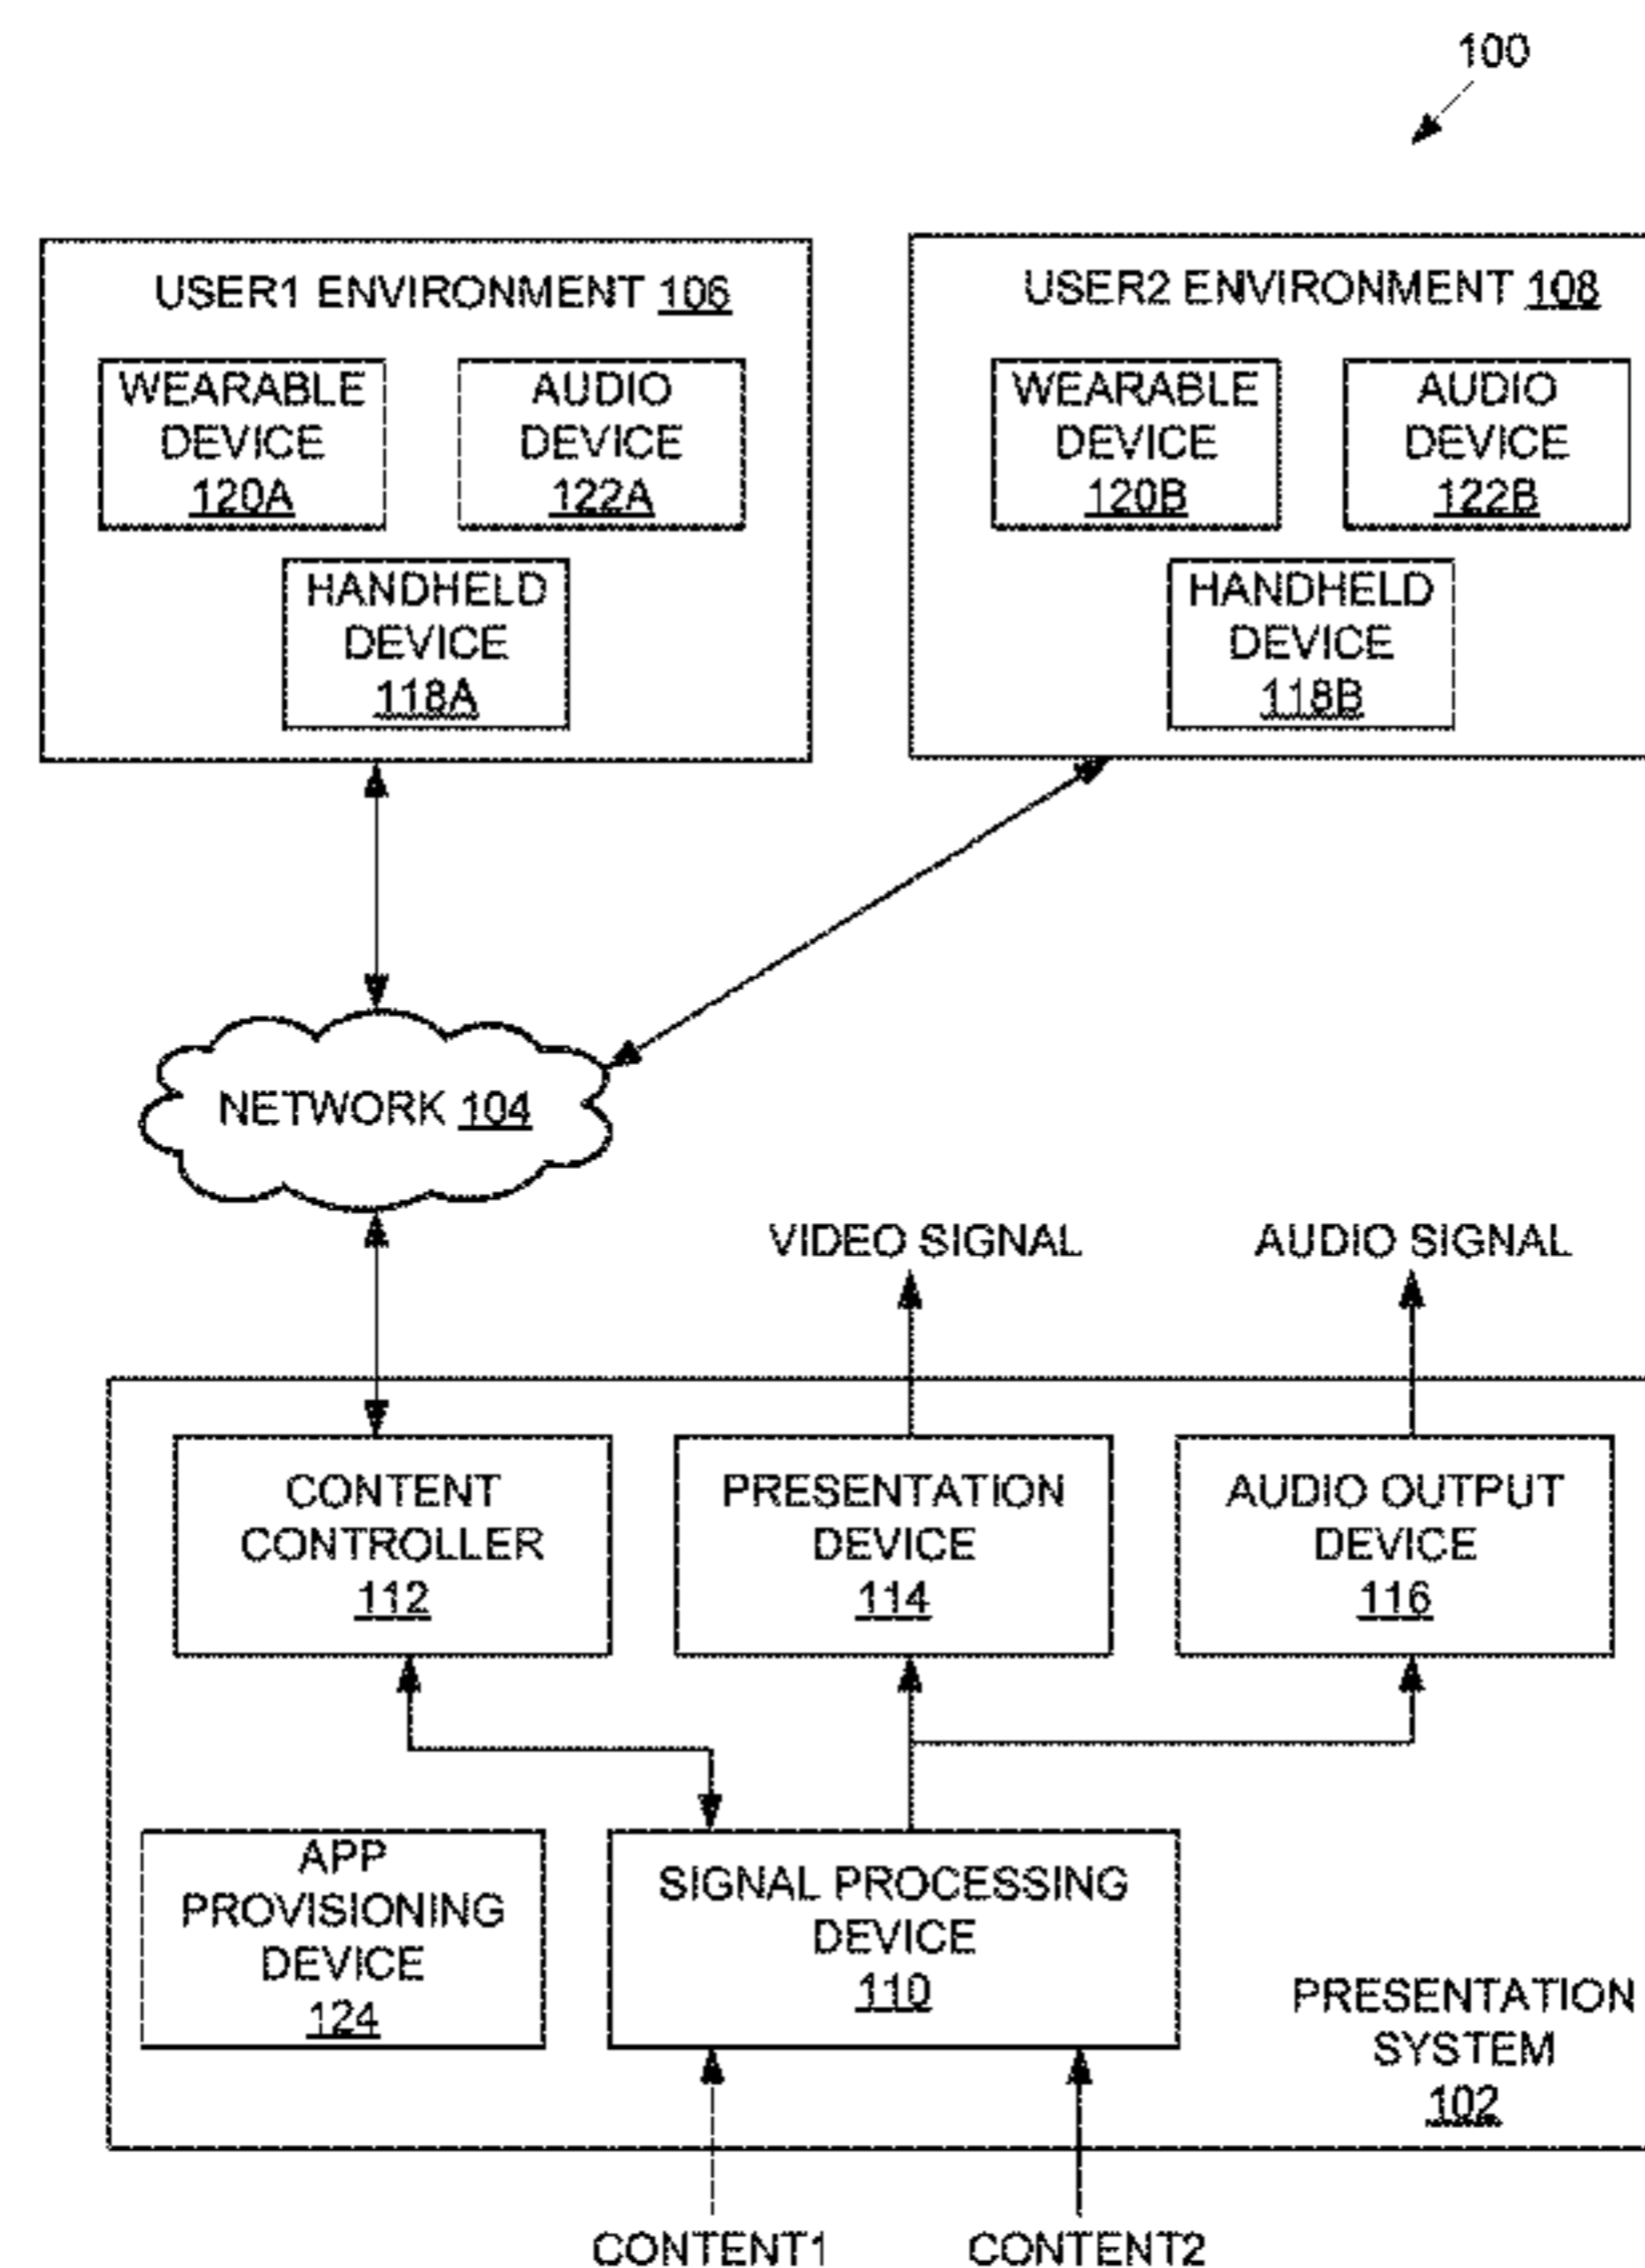 100
USER1 ENVIRONMENT 106
WEARABLE
DEVICE
120A
AUDIO
DEVICE
122A
HANDHELD
DEVICE
118A
USER2 ENVIRONMENT 108
WEARABLE
DEVICE
120B
AUDIO
DEVICE
122B
HANDHELD
DEVICE
118B
NETWORK 104
VIDEO SIGNAL
AUDIO SIGNAL
CONTENT
CONTROLLER
112
PRESENTATION
DEVICE
114
AUDIO OUTPUT
DEVICE
116
APP
PROVISIONING
DEVICE
124
SIGNAL PROCESSING
DEVICE
110
PRESENTATION
SYSTEM
102
CONTENT1
CONTENT2